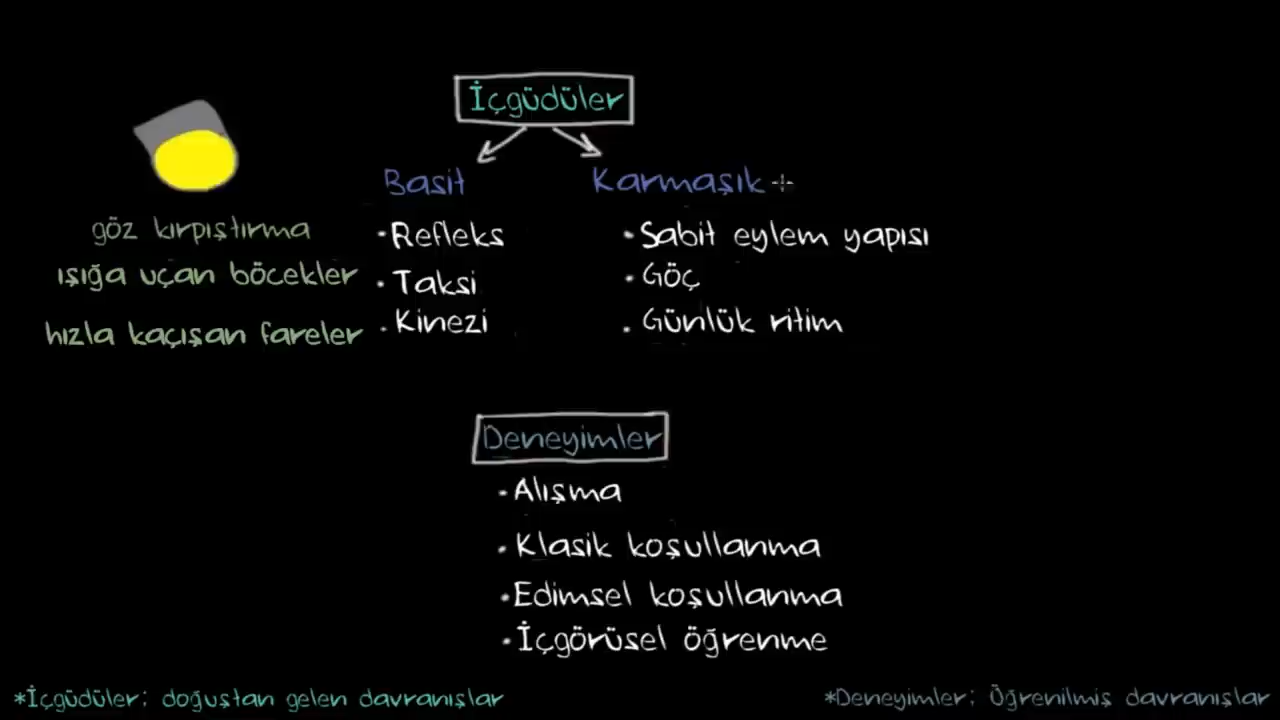 İçgüdüler
Basit
Karmaşık
göz kırpıştırma
• Refleks
• Sabit eylem yapısı
ışığa uçan böcekler
• Taksi
• Göç
hızla kaçışan fareler
• Kinezi
• Günlük ritim
Deneyimler
• Alışma
• Klasik koşullanma
• Edimsel koşullanma
• İçgörüsel öğrenme
*İçgüdüler; doğuştan gelen davranışlar
*Deneyimler; Öğrenilmiş davranışlar